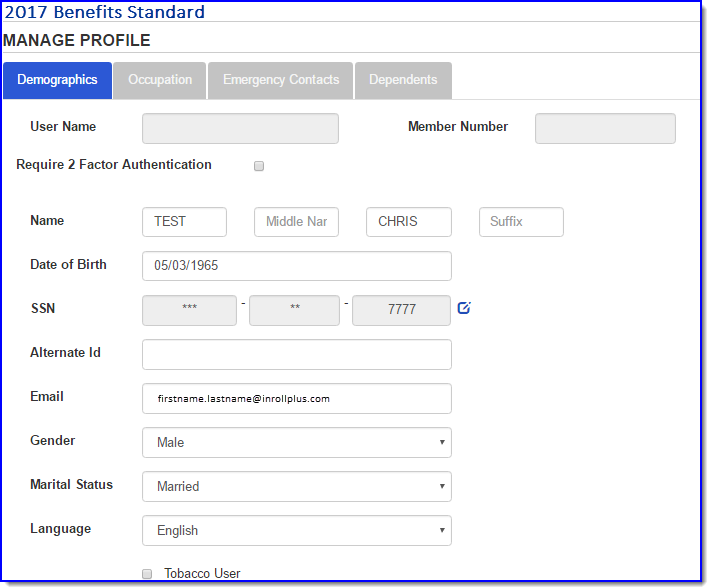 2017 Benefits Standard
MANAGE PROFILE
Demographics Occupation Emergency Contacts Dependents
User Name Member Number
Require 2 Factor Authentication
Name TEST Middle Nar CHRIS Suffix
Date of Birth 05/03/1965
SSN *** - ** - 7777
Alternate Id
Email firstname.lastname@inrollplus.com
Gender Male
Marital Status Married
Language English
Tobacco User